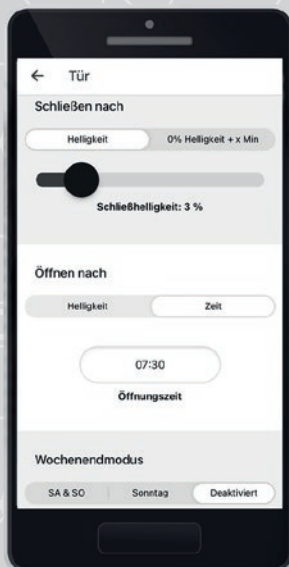 ← Tür
Schließen nach
Helligkeit 0% Helligkeit + x Min
Schließhelligkeit: 3 %
Öffnen nach
Helligkeit Zeit
07:30
Öffnungszeit
Wochenendmodus
SA & SO Sonntag Deaktiviert